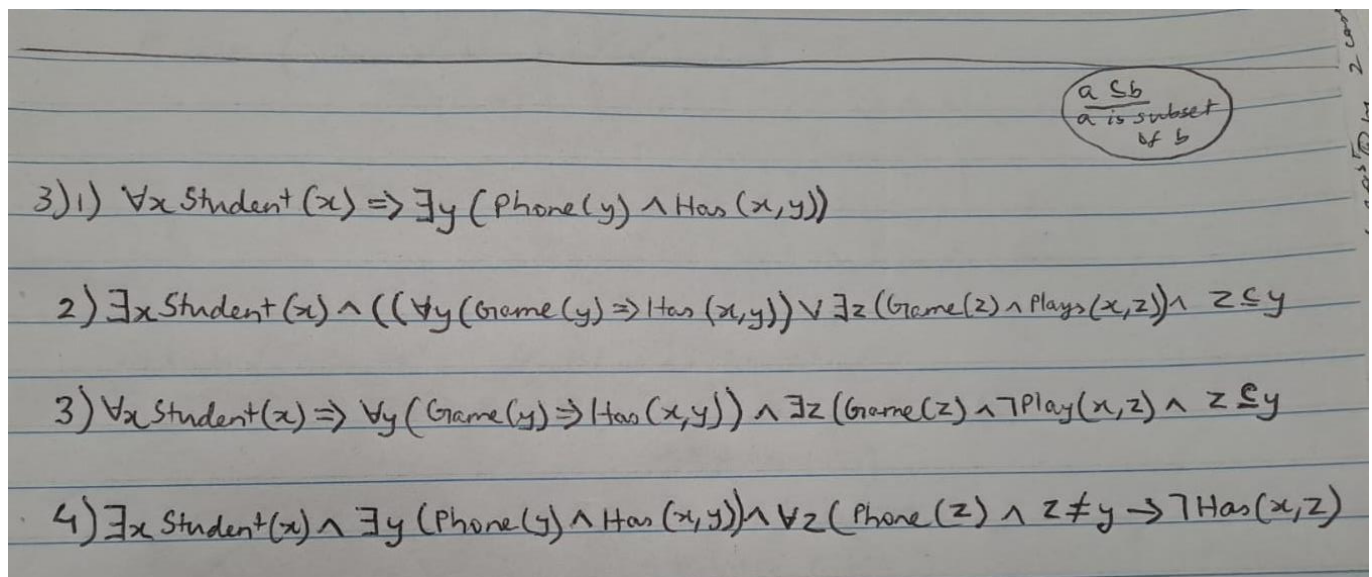 a ⊆ b
a is subset
of b
3) 1) ∀x Student(x) => ∃y (Phone(y) ∧ Has(x,y))
2) ∃x Student(x) ∧ ((∀y (Game(y) => Has(x,y)) ∨ ∃z (Game(z) ∧ Plays(x,z)) ∧ z ⊆ y
3) ∀x Student(x) => ∀y (Game(y) => Has(x,y)) ∧ ∃z (Game(z) ∧ ¬Play(x,z) ∧ z ⊆ y
4) ∃x Student(x) ∧ ∃y (Phone(y) ∧ Has(x,y)) ∧ ∀z (Phone(z) ∧ z ≠ y → ¬Has(x,z)